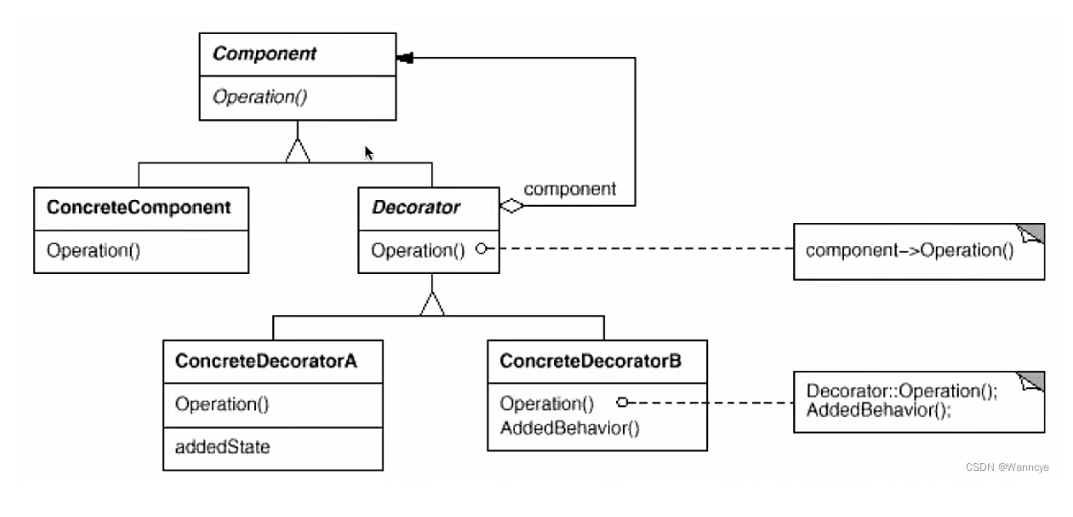 Component
Operation()
component
ConcreteComponent
Operation()
Decorator
Operation()
component->Operation()
ConcreteDecoratorA
Operation()
addedState
ConcreteDecoratorB
Operation()
AddedBehavior()
Decorator::Operation();
AddedBehavior();
CSDN @Wanncye